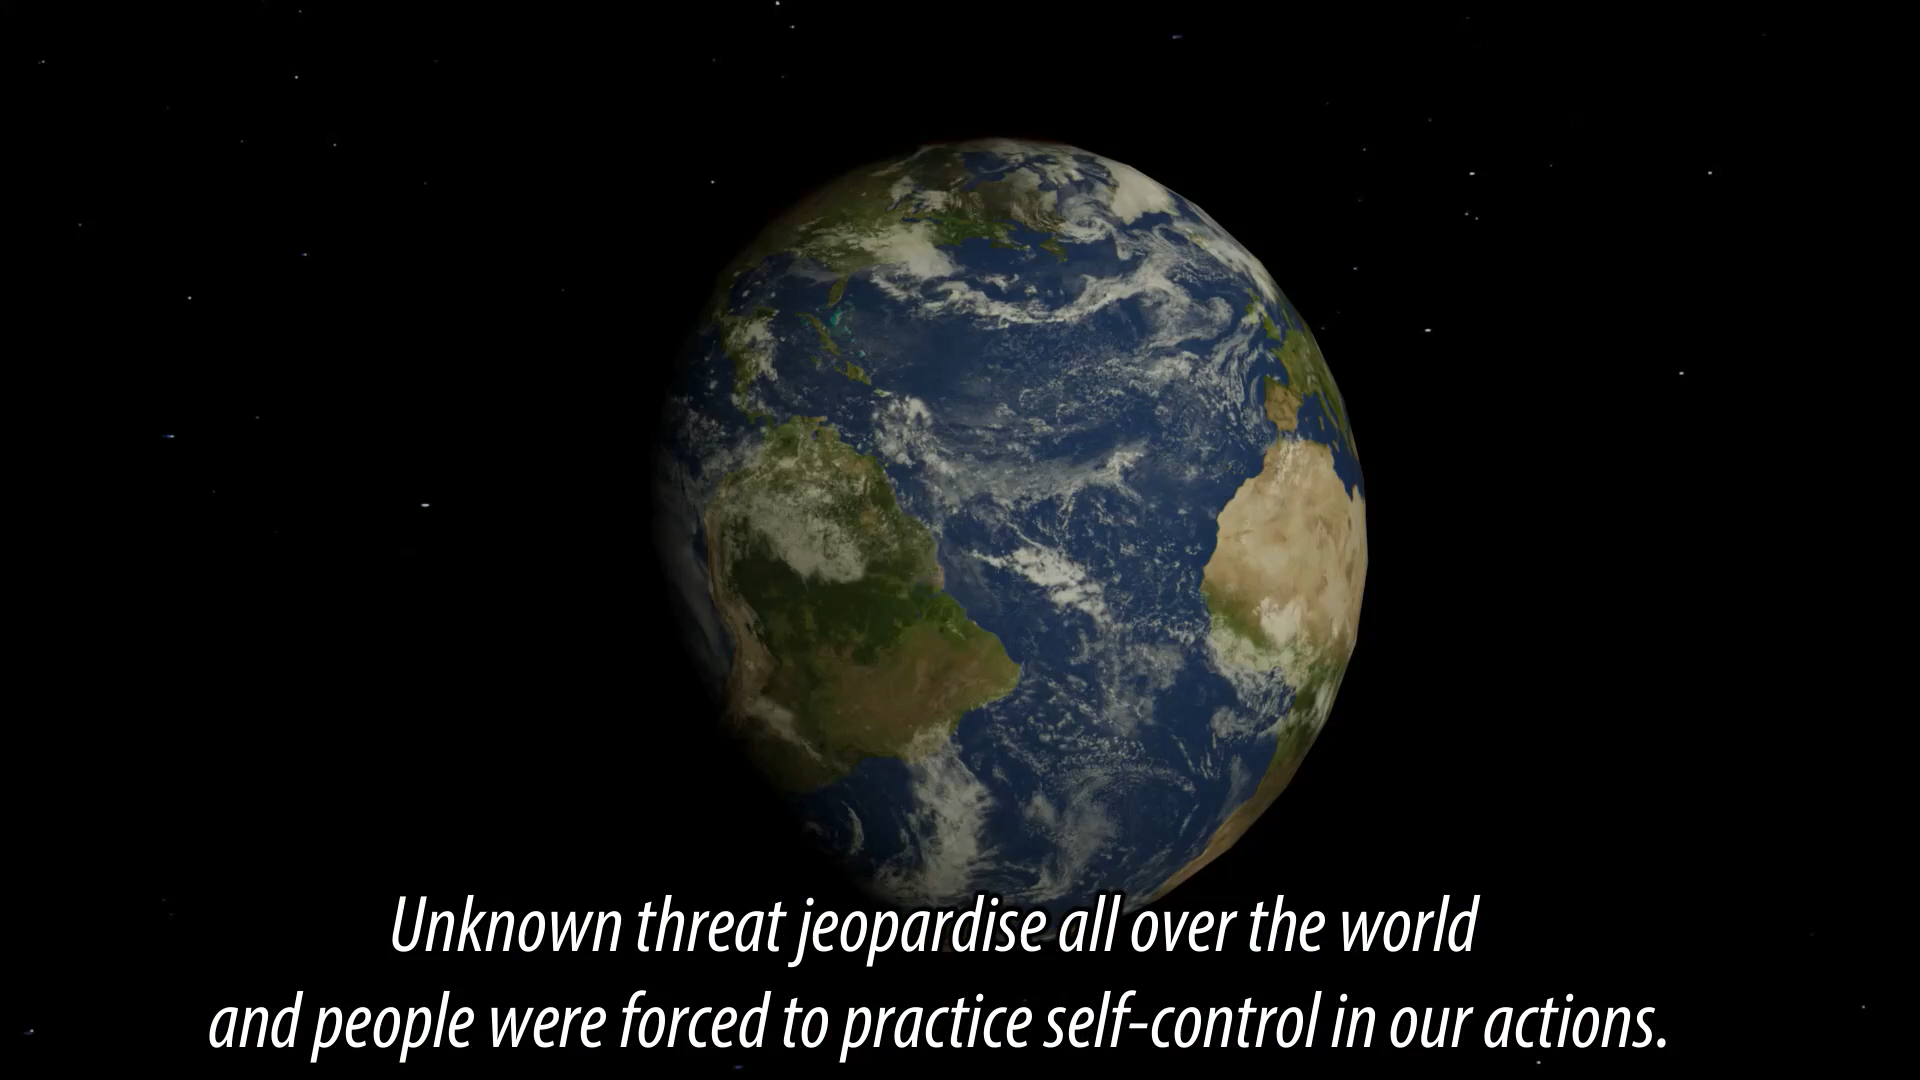 Unknown threat jeopardise all over the world
and people were forced to practice self-control in our actions.